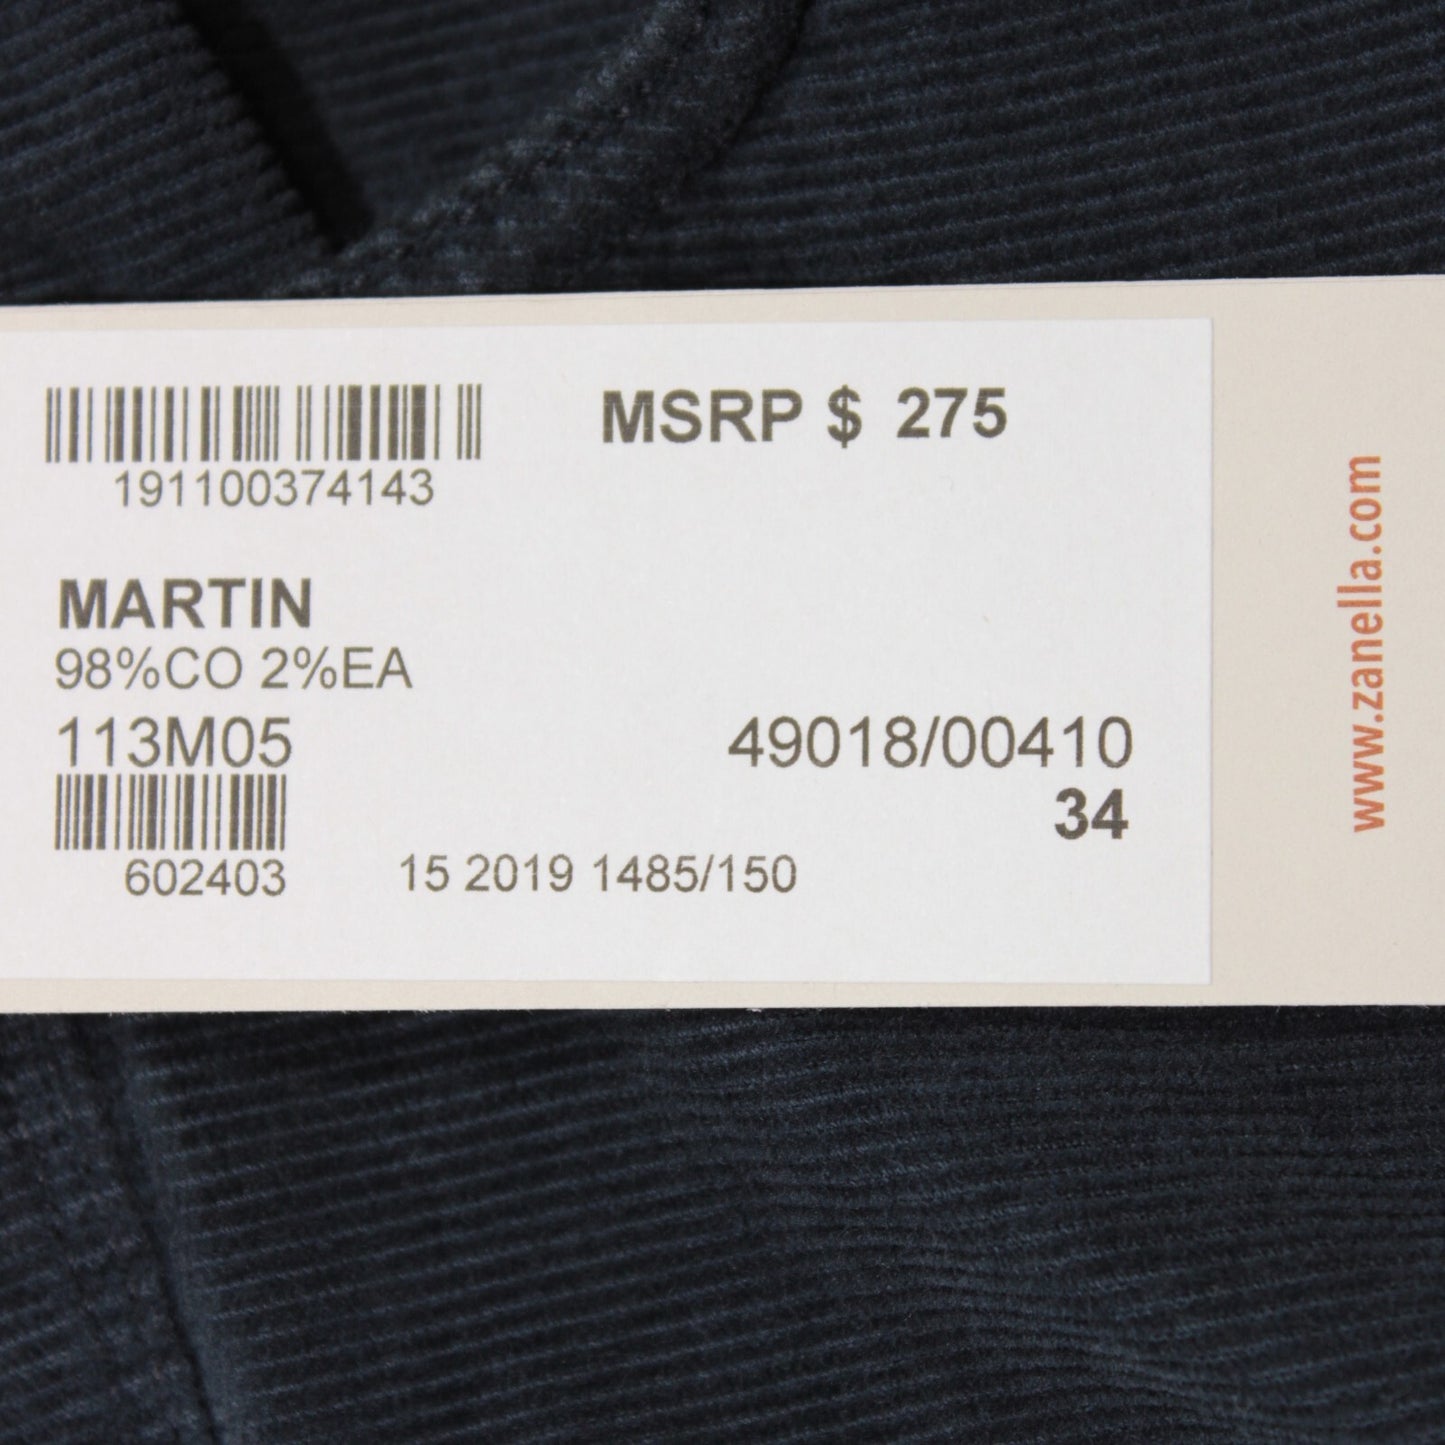 MSRP $ 275
191100374143
MARTIN
98%CO 2%EA
113M05
49018/00410
34
602403
15 2019 1485/150
www.zanella.com